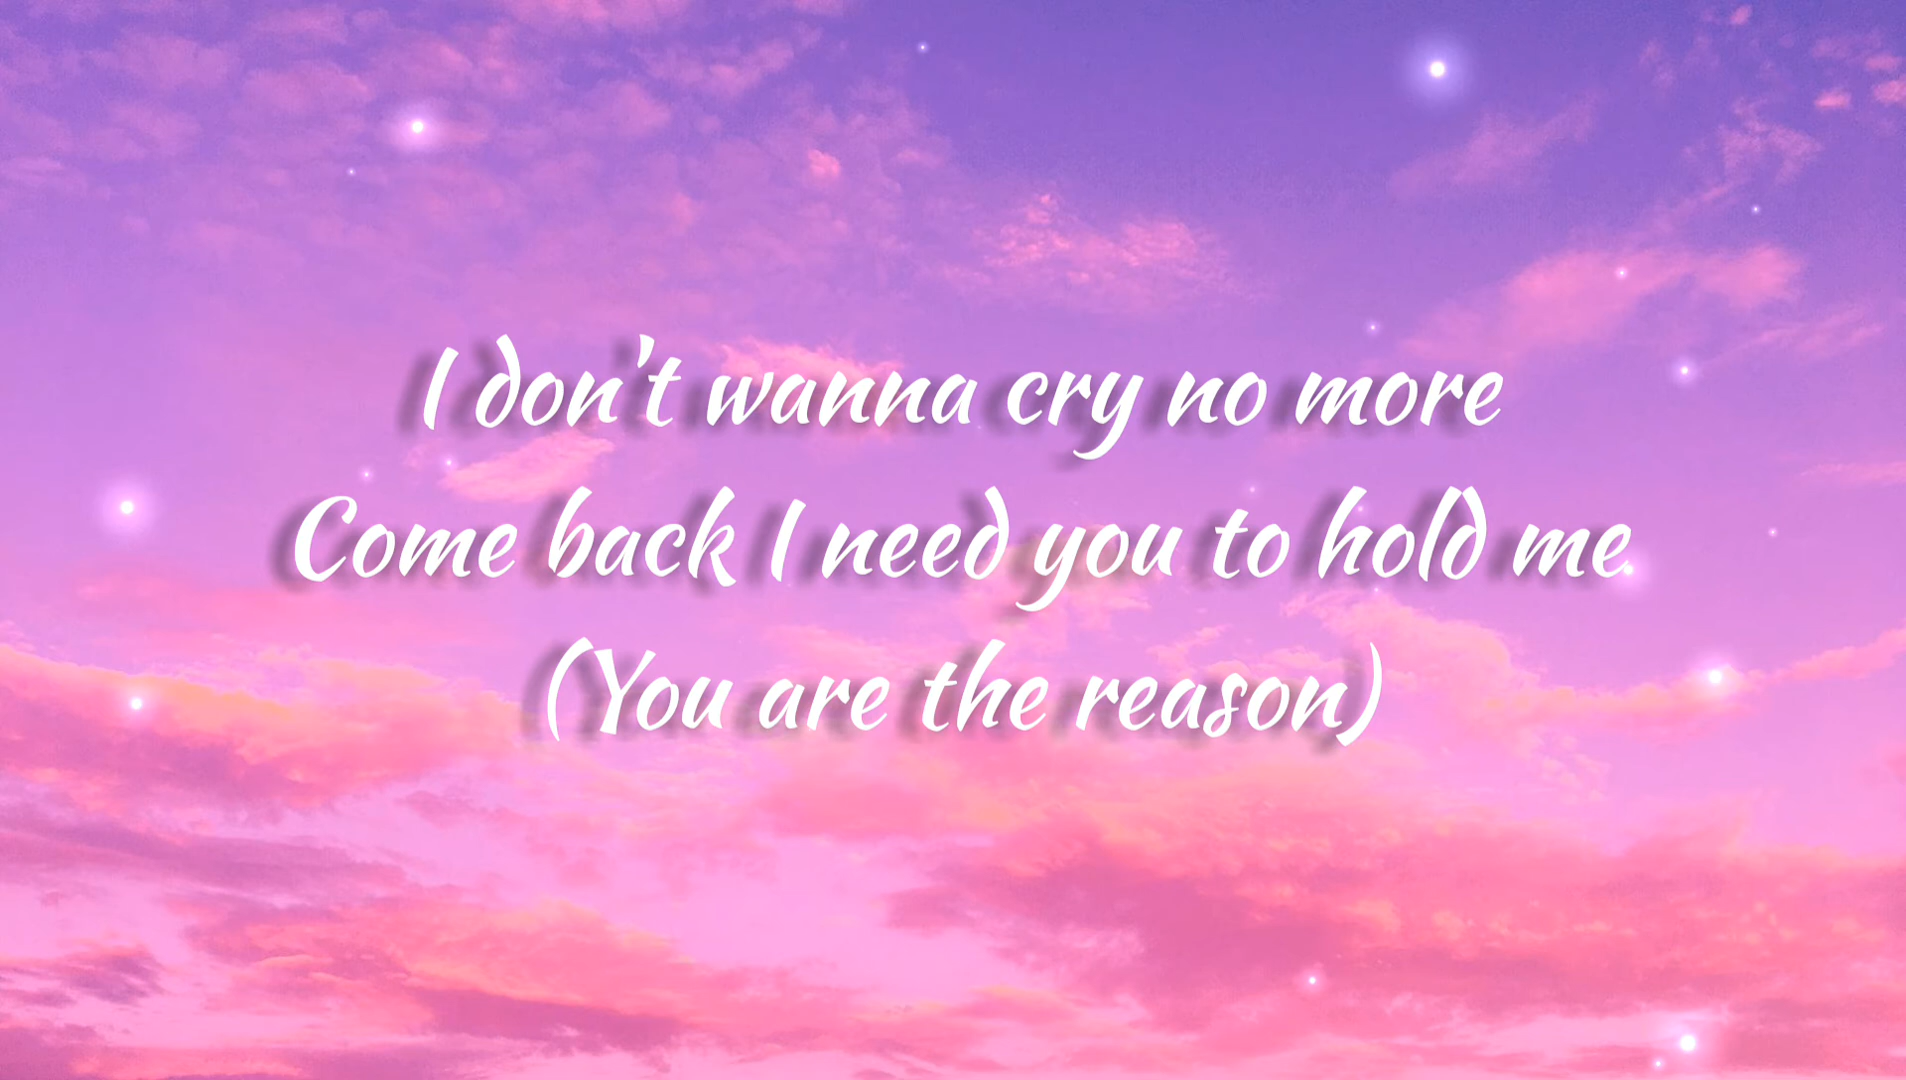 I don't wanna cry no more
Come back I need you to hold me
(You are the reason)